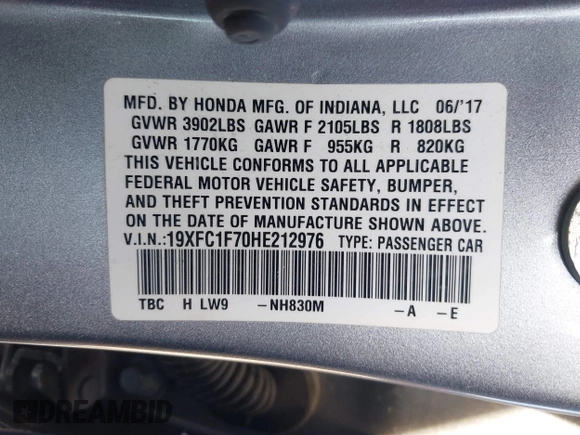 MFD. BY HONDA MFG. OF INDIANA, LLC 06/'17
GVWR 3902LBS GAWR F 2105LBS R 1808LBS
GVWR 1770KG GAWR F 955KG R 820KG
THIS VEHICLE CONFORMS TO ALL APPLICABLE
FEDERAL MOTOR VEHICLE SAFETY, BUMPER,
AND THEFT PREVENTION STANDARDS IN EFFECT
ON THE DATE OF MANUFACTURE SHOWN ABOVE.
V.I.N.:19XFC1F70HE212976 TYPE: PASSENGER CAR
TBC H LW9 -NH830M -A -E
DREAMBID